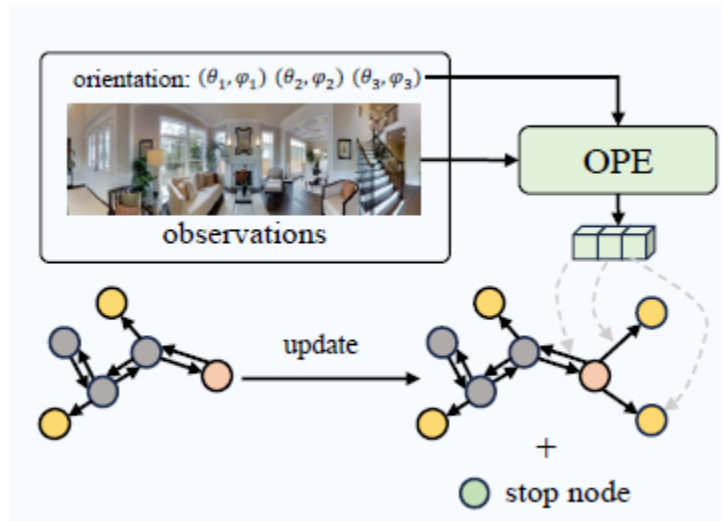 orientation: (θ₁,φ₁) (θ₂,φ₂) (θ₃,φ₃)
OPE
observations
update
+
stop node